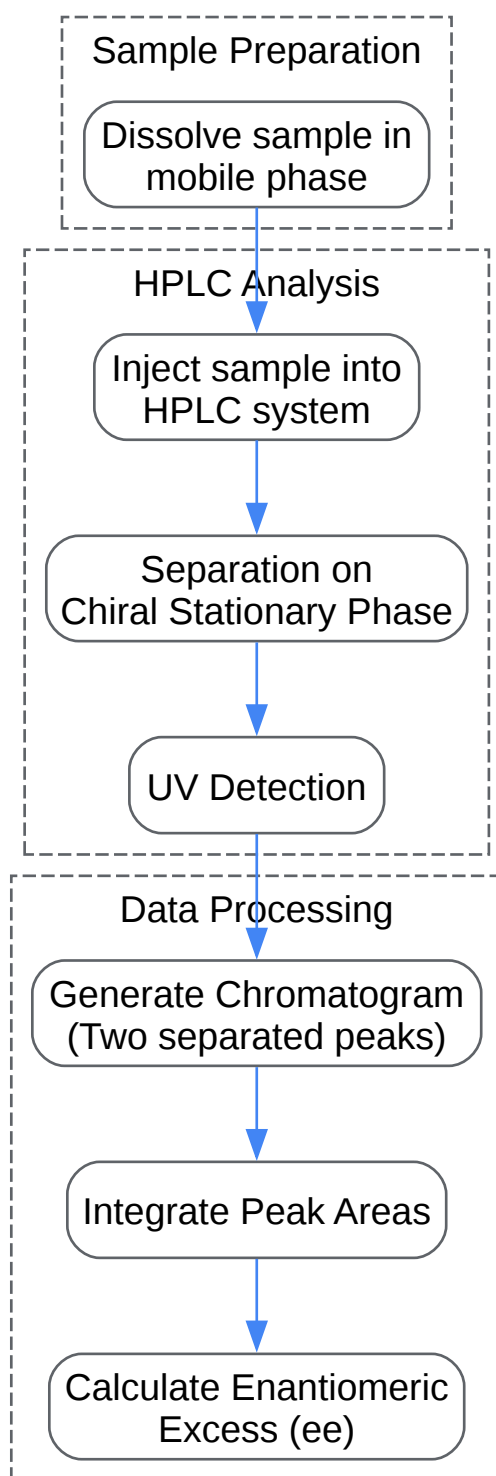 Sample Preparation
Dissolve sample in
mobile phase
HPLC Analysis
Inject sample into
HPLC system
Separation on
Chiral Stationary Phase
UV Detection
Data Processing
Generate Chromatogram
(Two separated peaks)
Integrate Peak Areas
Calculate Enantiomeric
Excess (ee)